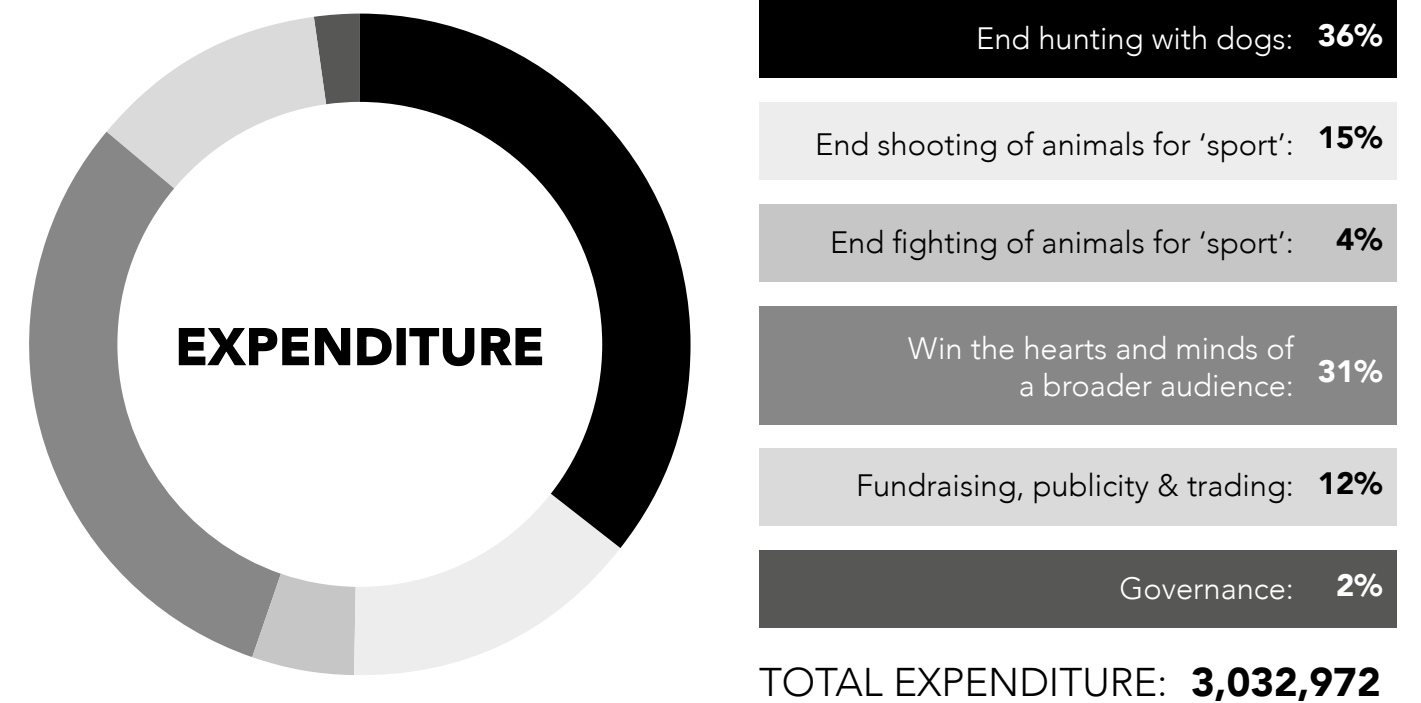 EXPENDITURE
End hunting with dogs: 36%
End shooting of animals for ‘sport’: 15%
End fighting of animals for ‘sport’: 4%
Win the hearts and minds of
a broader audience: 31%
Fundraising, publicity & trading: 12%
Governance: 2%
TOTAL EXPENDITURE: 3,032,972